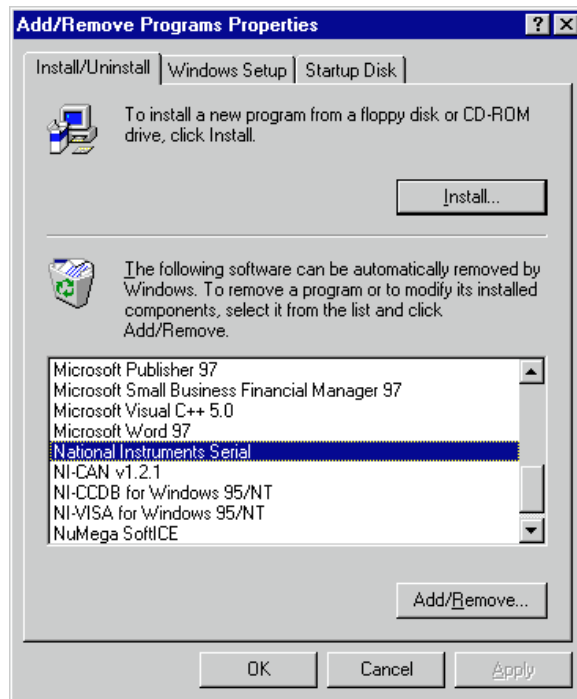 Add/Remove Programs Properties
Install/Uninstall
Windows Setup
Startup Disk
To install a new program from a floppy disk or CD-ROM
drive, click Install.
Install...
The following software can be automatically removed by
Windows. To remove a program or to modify its installed
components, select it from the list and click
Add/Remove.
Microsoft Publisher 97
Microsoft Small Business Financial Manager 97
Microsoft Visual C++ 5.0
Microsoft Word 97
National Instruments Serial
NI-CAN v1.2.1
NI-CCDB for Windows 95/NT
NI-VISA for Windows 95/NT
NuMega SoftICE
Add/Remove...
OK
Cancel
Apply